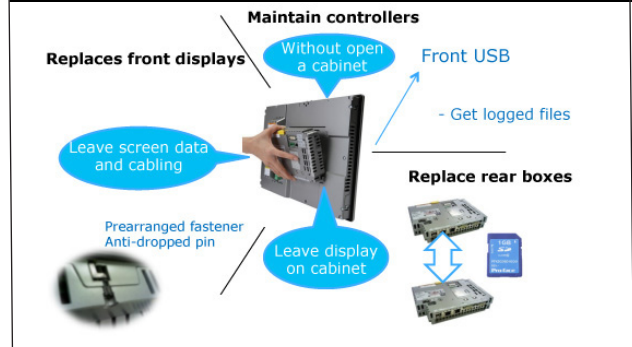 Maintain controllers
Replaces front displays
Without open
a cabinet
Front USB
- Get logged files
Leave screen data
and cabling
Replace rear boxes
Prearranged fastener
Anti-dropped pin
Leave display
on cabinet